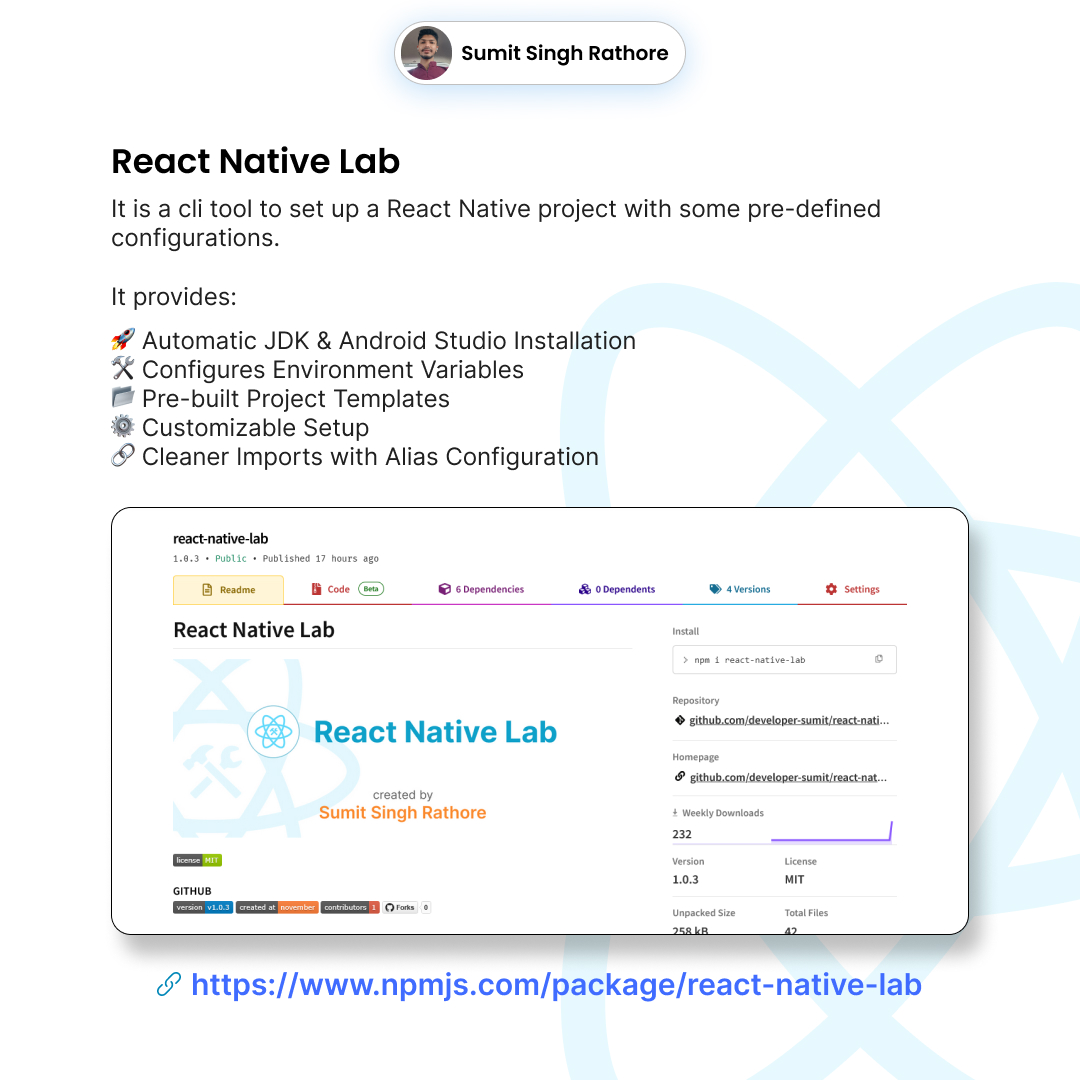 Sumit Singh Rathore
React Native Lab
It is a cli tool to set up a React Native project with some pre-defined
configurations.
It provides:
🚀 Automatic JDK & Android Studio Installation
🛠 Configures Environment Variables
📁 Pre-built Project Templates
⚙️ Customizable Setup
🔗 Cleaner Imports with Alias Configuration
react-native-lab
1.0.3 • Public • Published 17 hours ago
Readme Code Beta 6 Dependencies 0 Dependents 4 Versions Settings
React Native Lab
React Native Lab
created by
Sumit Singh Rathore
license MIT
GITHUB
version v1.0.3 created at november contributors 1 Forks 0
Install
> npm i react-native-lab
Repository
github.com/developer-sumit/react-nati...
Homepage
github.com/developer-sumit/react-nat...
Weekly Downloads
232
Version License
1.0.3 MIT
Unpacked Size Total Files
258 kB 42
🔗 https://www.npmjs.com/package/react-native-lab